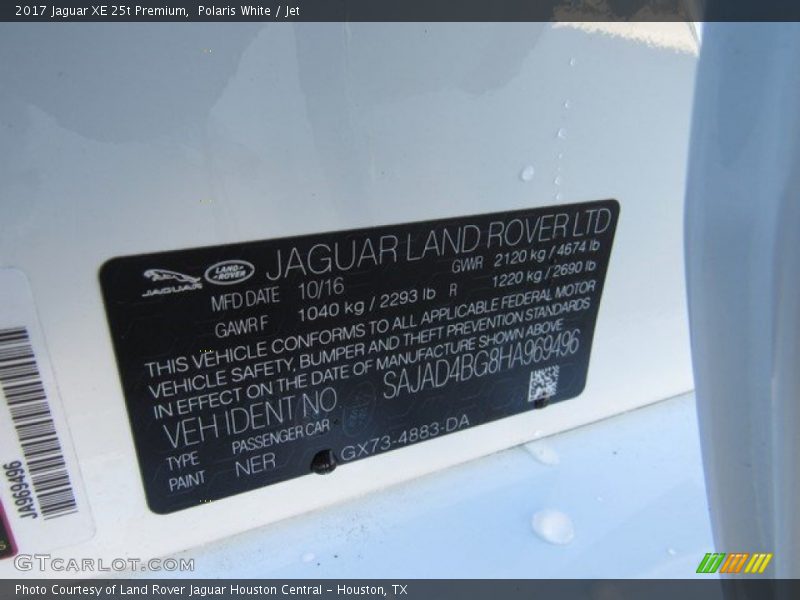 2017 Jaguar XE 25t Premium,  Polaris White / Jet
JAGUAR
LAND-
-ROVER
JAGUAR LAND ROVER LTD
MFD DATE 10/16 GWR 2120 kg / 4674 lb
GAWR F 1040 kg / 2293 lb R 1220 kg / 2690 lb
THIS VEHICLE CONFORMS TO ALL APPLICABLE FEDERAL MOTOR
VEHICLE SAFETY, BUMPER AND THEFT PREVENTION STANDARDS
IN EFFECT ON THE DATE OF MANUFACTURE SHOWN ABOVE
VEH IDENT NO SAJAD4BG8HA969496
TYPE PASSENGER CAR
PAINT NER GX73-4883-DA
JA969496
GTCARLOT.COM
Photo Courtesy of Land Rover Jaguar Houston Central - Houston, TX